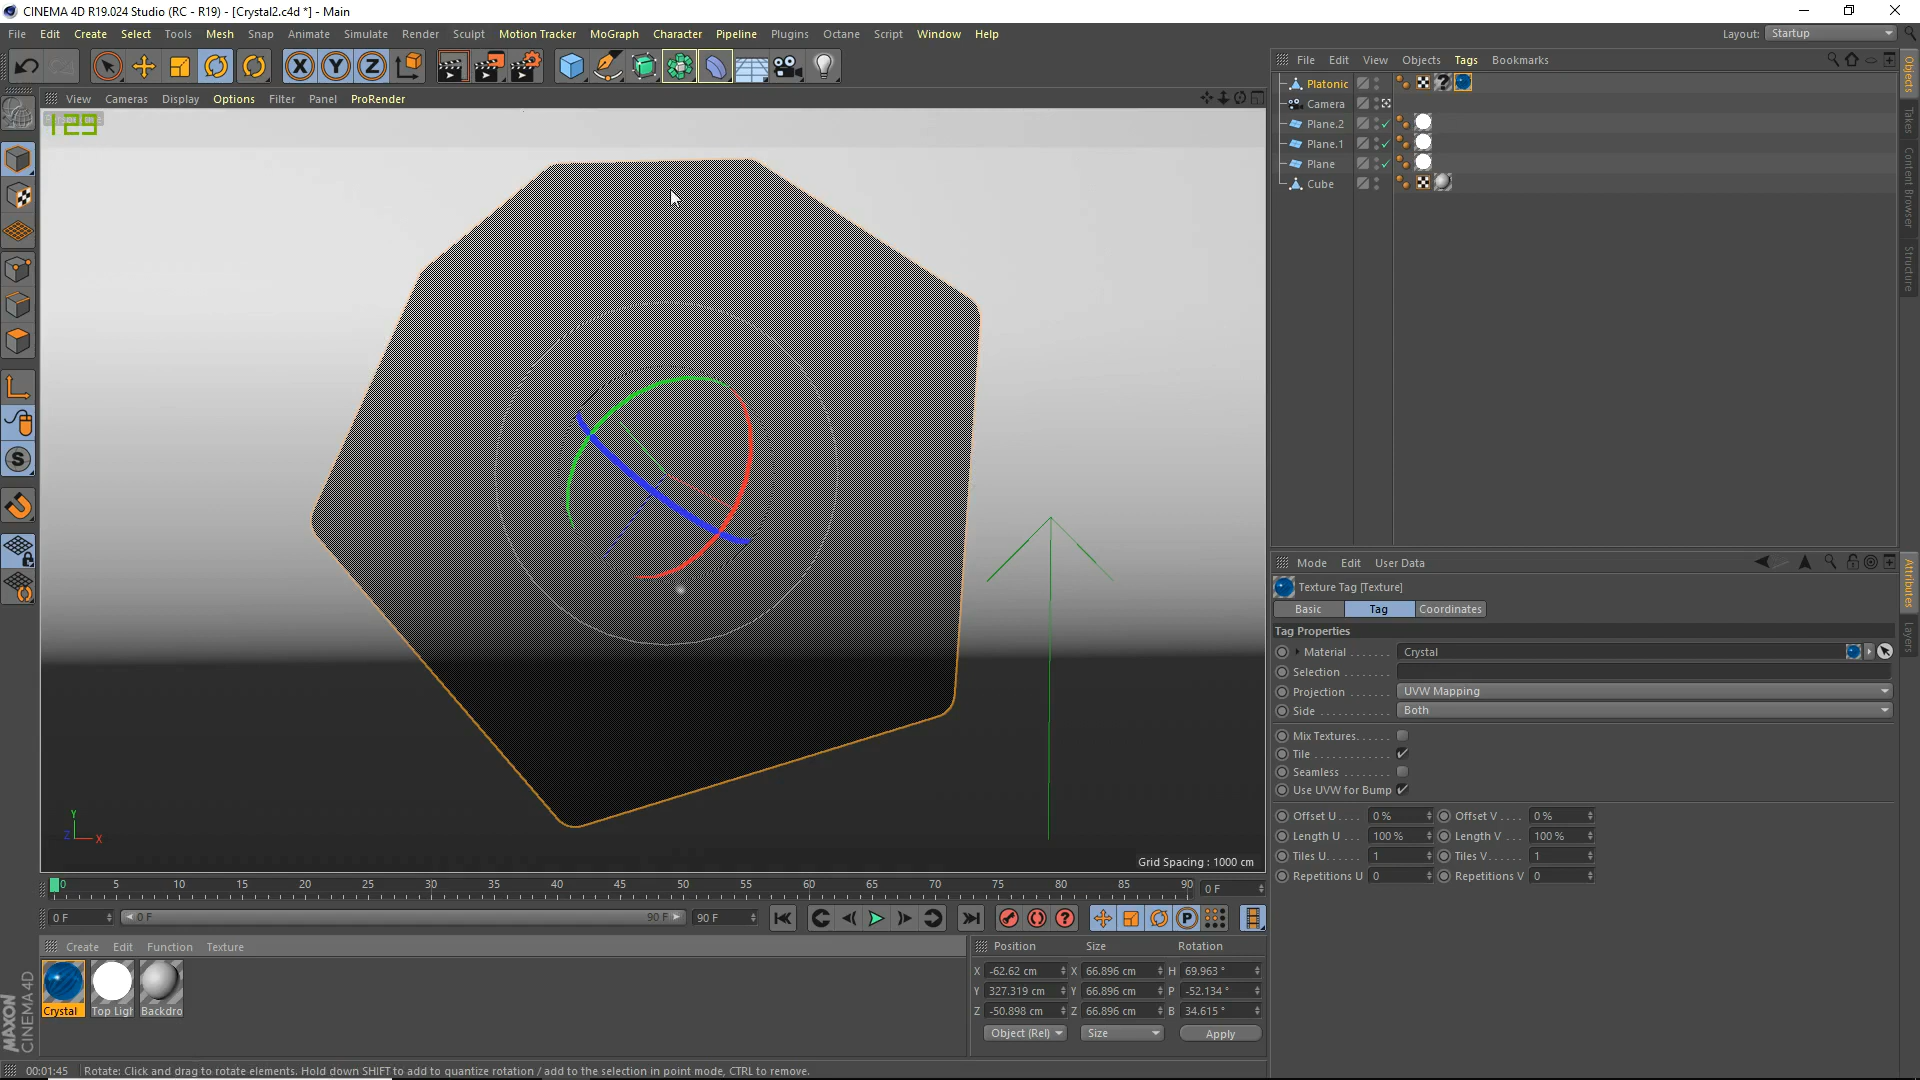 CINEMA 4D R19.024 Studio (RC - R19) - [Crystal2.c4d *] - Main
File Edit Create Select Tools Mesh Snap Animate Simulate Render Sculpt Motion Tracker MoGraph Character Pipeline Plugins Octane Script Window Help
Layout: Startup
X Y Z
View Cameras Display Options Filter Panel ProRender
129
Grid Spacing : 1000 cm
Y
Z X
S
File Edit View Objects Tags Bookmarks
Platonic
Camera
Plane.2
Plane.1
Plane
Cube
Objects
Takes
Content Browser
Structure
Mode Edit User Data
Texture Tag [Texture]
Basic Tag Coordinates
Tag Properties
Material . . . . . . . Crystal
Selection . . . . . . . .
Projection . . . . . . UVW Mapping
Side . . . . . . . . . . . . Both
Mix Textures. . . . . .
Tile . . . . . . . . . . . . .
Seamless . . . . . . . .
Use UVW for Bump
Offset U. . . . 0 % Offset V . . . . 0 %
Length U . . . 100 % Length V . . . 100 %
Tiles U. . . . . . 1 Tiles V. . . . . . 1
Repetitions U 0 Repetitions V 0
Attributes
Layers
0 5 10 15 20 25 30 35 40 45 50 55 60 65 70 75 80 85 90
0 F
0 F 0 F 90 F 90 F
P
Create Edit Function Texture
Crystal Top Ligh Backdro
Position Size Rotation
X -62.62 cm X 66.896 cm H 69.963 °
Y 327.319 cm Y 66.896 cm P -52.134 °
Z -50.898 cm Z 66.896 cm B 34.615 °
Object (Rel) Size Apply
MAXON
CINEMA 4D
00:01:45 Rotate: Click and drag to rotate elements. Hold down SHIFT to add to quantize rotation / add to the selection in point mode, CTRL to remove.